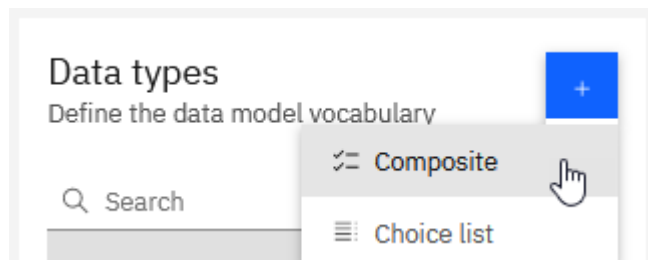 Data types
+
Define the data model vocabulary
Composite
Search
Choice list